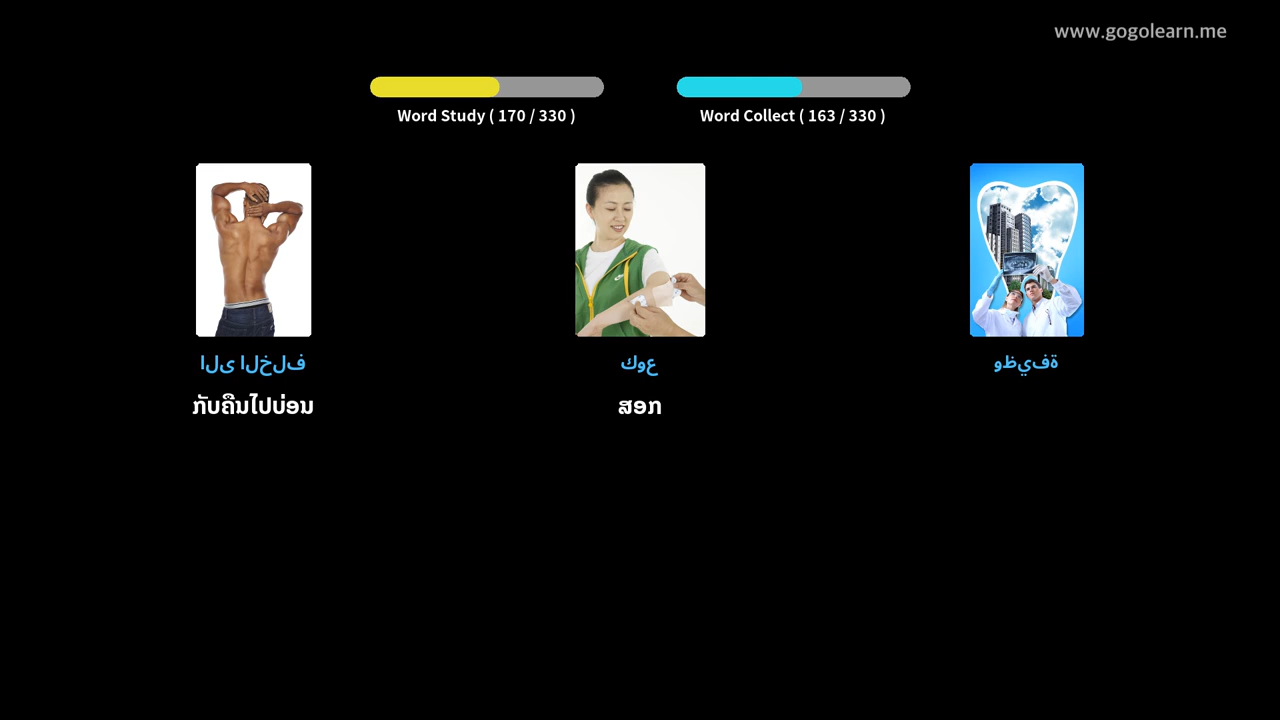 www.gogolearn.me
Word Study ( 170 / 330 )
Word Collect ( 163 / 330 )
الى الخلف
كوع
وظيفة
ກັບຄືນໄປບ່ອນ
ສອກ